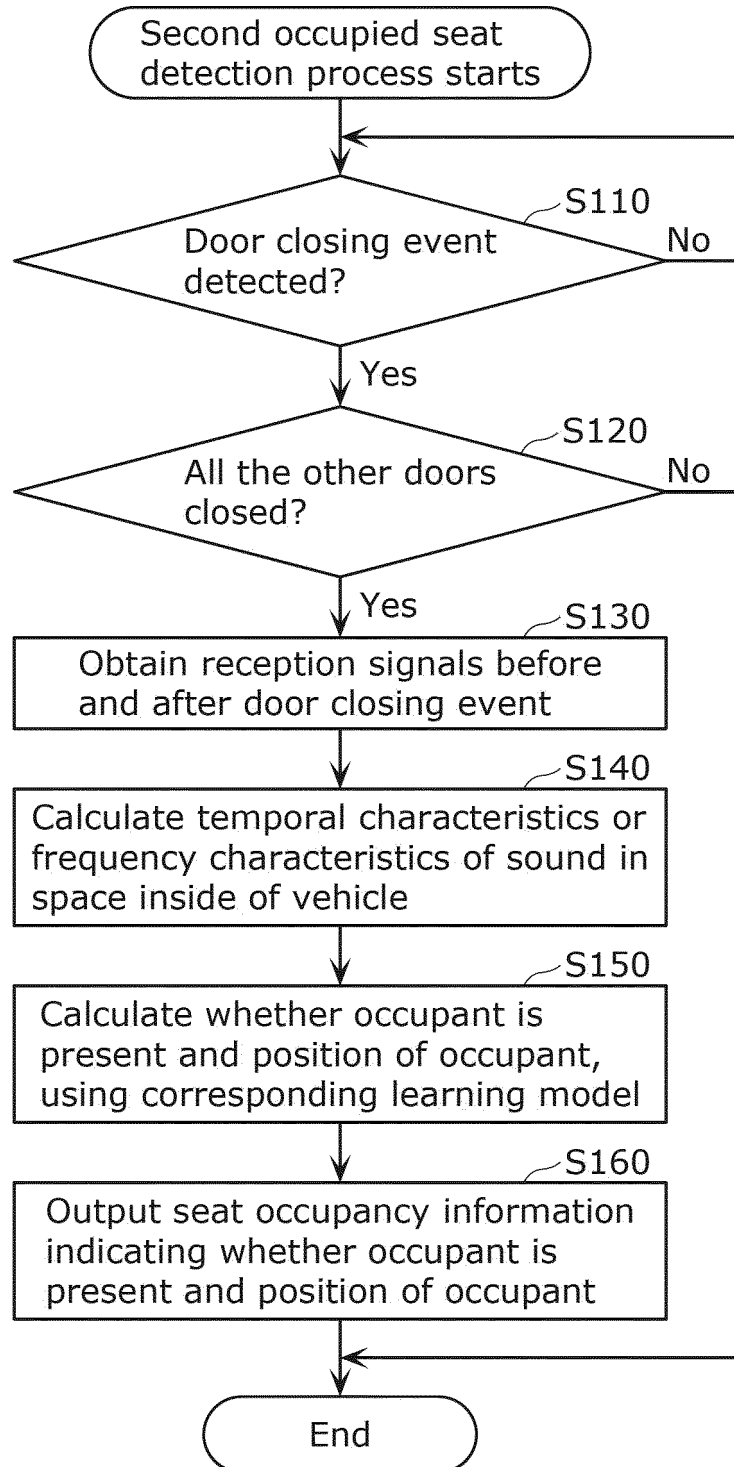 Second occupied seat
detection process starts
S110
Door closing event
detected?
No
Yes
S120
All the other doors
closed?
No
Yes
S130
Obtain reception signals before
and after door closing event
S140
Calculate temporal characteristics or
frequency characteristics of sound in
space inside of vehicle
S150
Calculate whether occupant is
present and position of occupant,
using corresponding learning model
S160
Output seat occupancy information
indicating whether occupant is
present and position of occupant
End